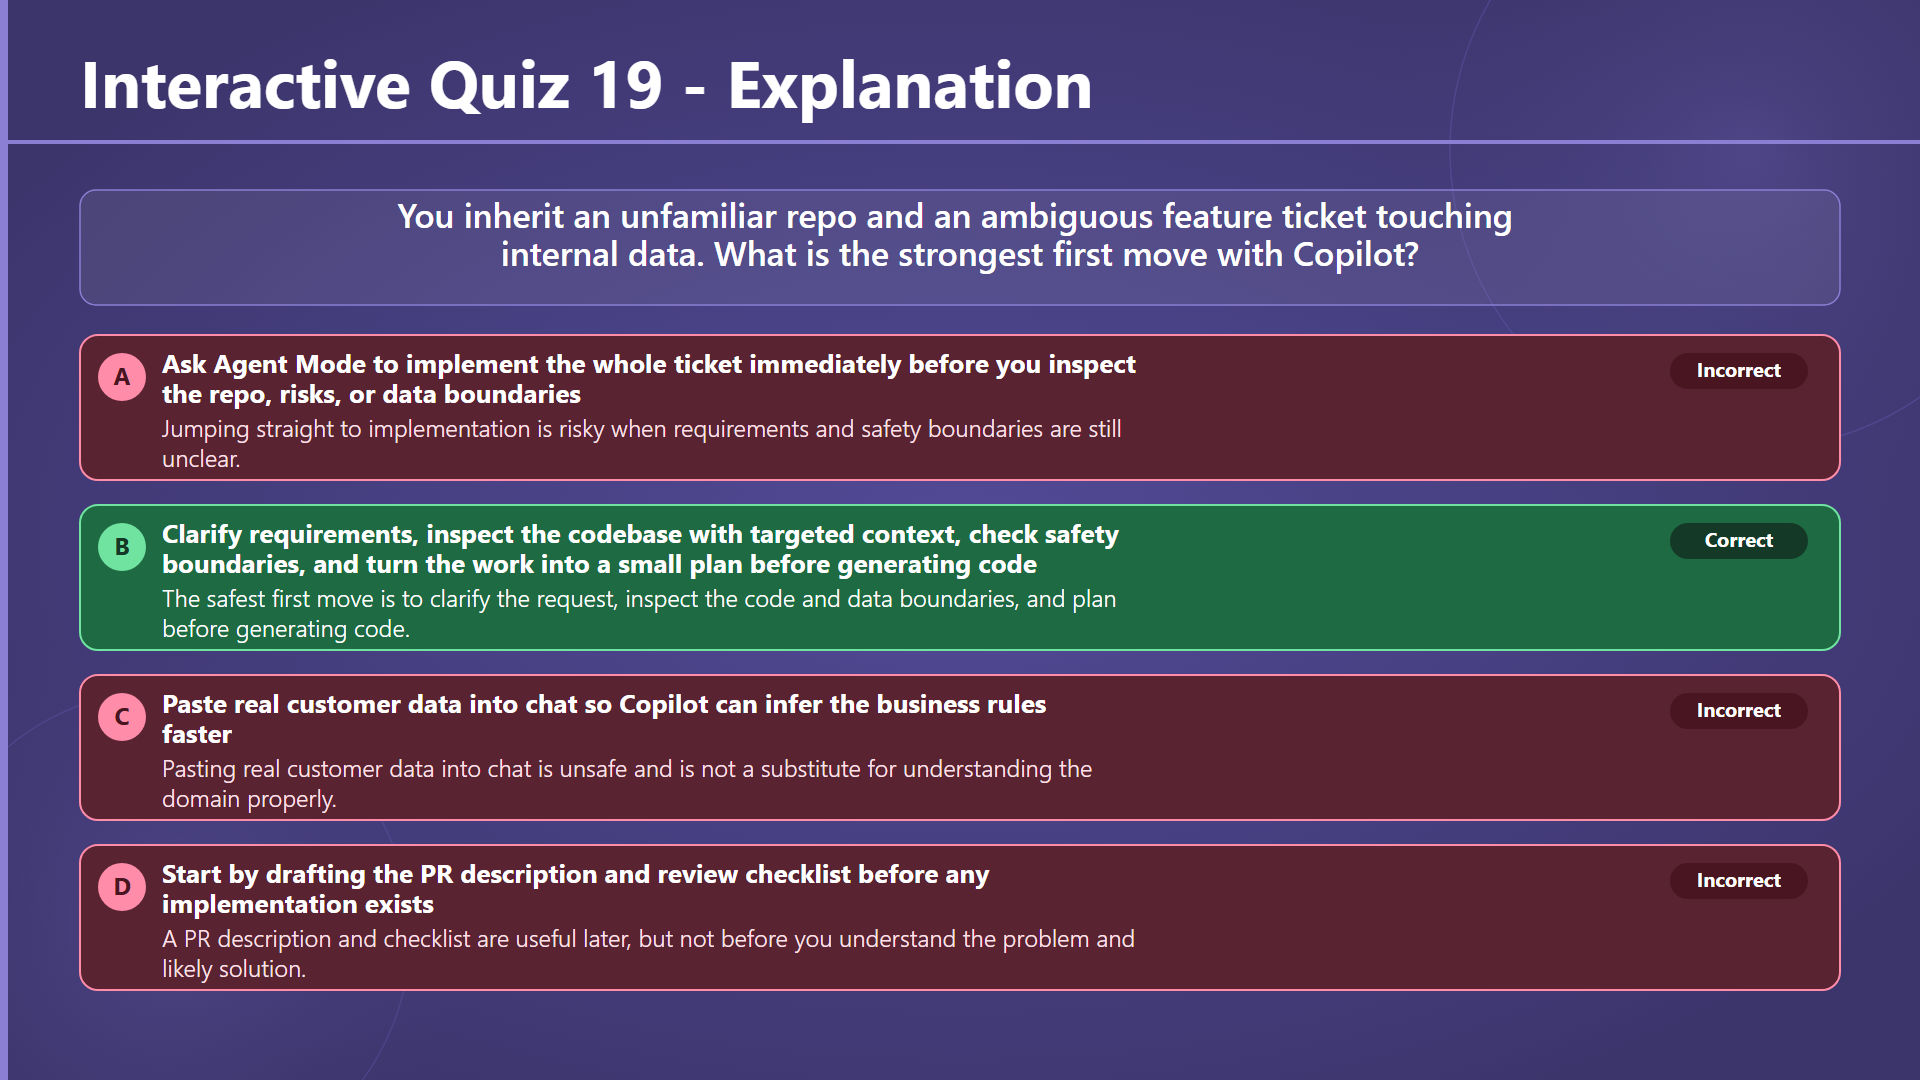 Interactive Quiz 19 - Explanation
You inherit an unfamiliar repo and an ambiguous feature ticket touching
internal data. What is the strongest first move with Copilot?
A
Ask Agent Mode to implement the whole ticket immediately before you inspect
the repo, risks, or data boundaries
Incorrect
Jumping straight to implementation is risky when requirements and safety boundaries are still
unclear.
B
Clarify requirements, inspect the codebase with targeted context, check safety
boundaries, and turn the work into a small plan before generating code
Correct
The safest first move is to clarify the request, inspect the code and data boundaries, and plan
before generating code.
C
Paste real customer data into chat so Copilot can infer the business rules
faster
Incorrect
Pasting real customer data into chat is unsafe and is not a substitute for understanding the
domain properly.
D
Start by drafting the PR description and review checklist before any
implementation exists
Incorrect
A PR description and checklist are useful later, but not before you understand the problem and
likely solution.